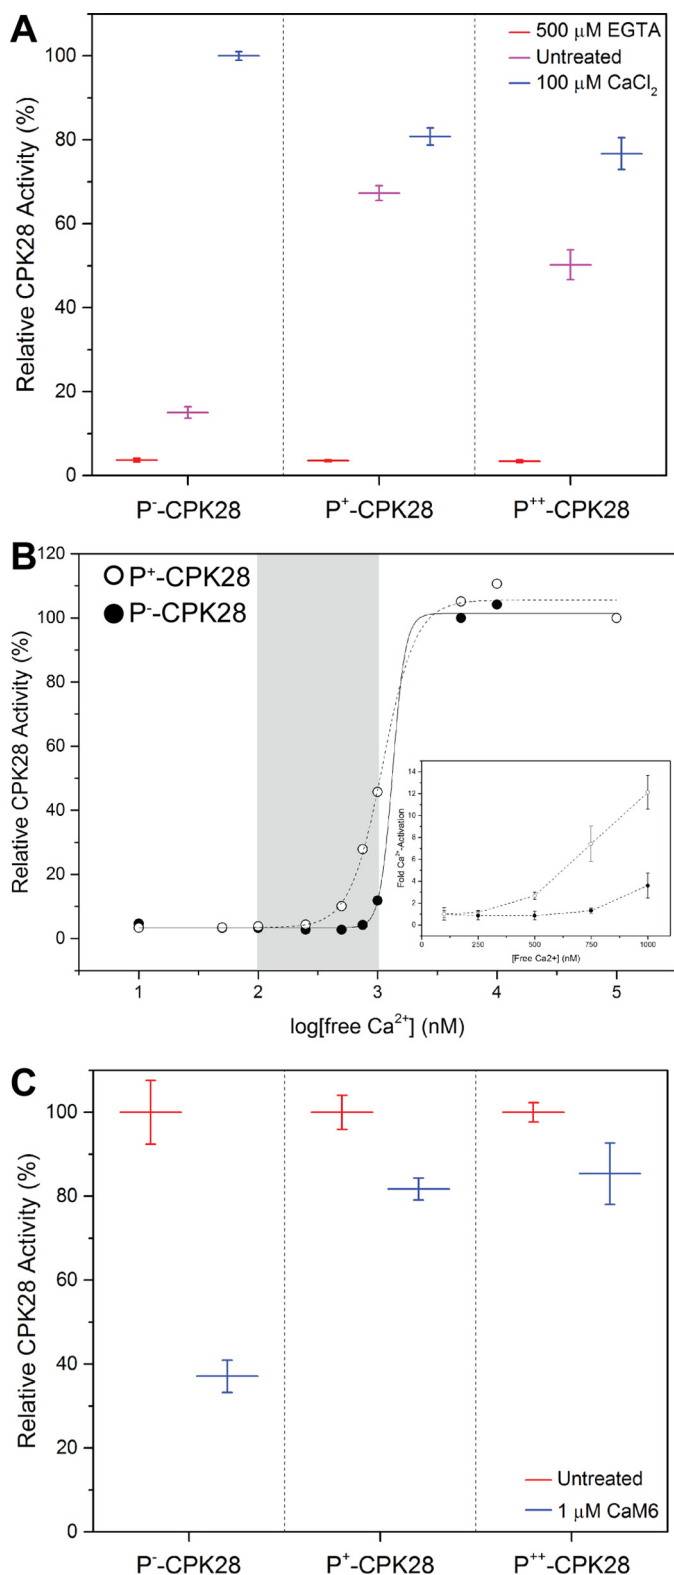 A
Relative CPK28 Activity (%)
100
80
60
40
20
0
500 μM EGTA
Untreated
100 μM CaCl₂
P⁻-CPK28
P⁺-CPK28
P⁺⁺-CPK28
B
Relative CPK28 Activity (%)
120
100
80
60
40
20
0
P⁺-CPK28
P⁻-CPK28
Fold Ca²⁺-Activation
14
12
10
8
6
4
2
0
0
250
500
750
1000
[Free Ca2+] (nM)
1
2
3
4
5
log[free Ca²⁺] (nM)
C
Relative CPK28 Activity (%)
100
80
60
40
20
0
Untreated
1 μM CaM6
P⁻-CPK28
P⁺-CPK28
P⁺⁺-CPK28